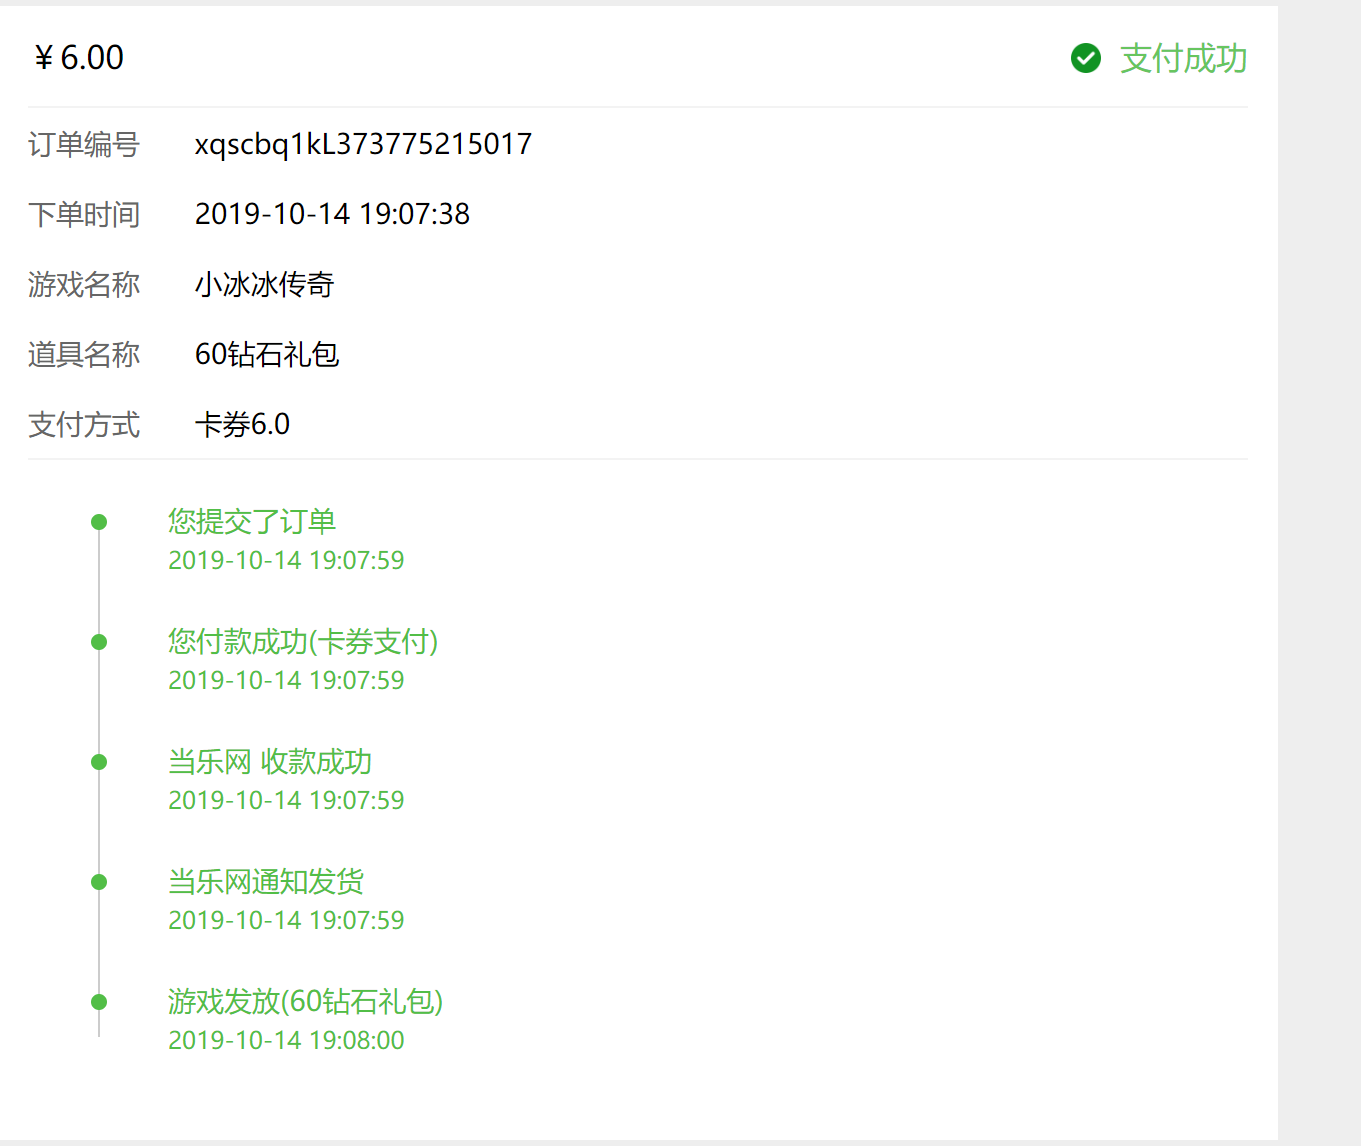 ¥ 6.00 支付成功
订单编号 xqscbq1kL373775215017
下单时间 2019-10-14 19:07:38
游戏名称 小冰冰传奇
道具名称 60钻石礼包
支付方式 卡券6.0
您提交了订单
2019-10-14 19:07:59
您付款成功(卡券支付)
2019-10-14 19:07:59
当乐网 收款成功
2019-10-14 19:07:59
当乐网通知发货
2019-10-14 19:07:59
游戏发放(60钻石礼包)
2019-10-14 19:08:00